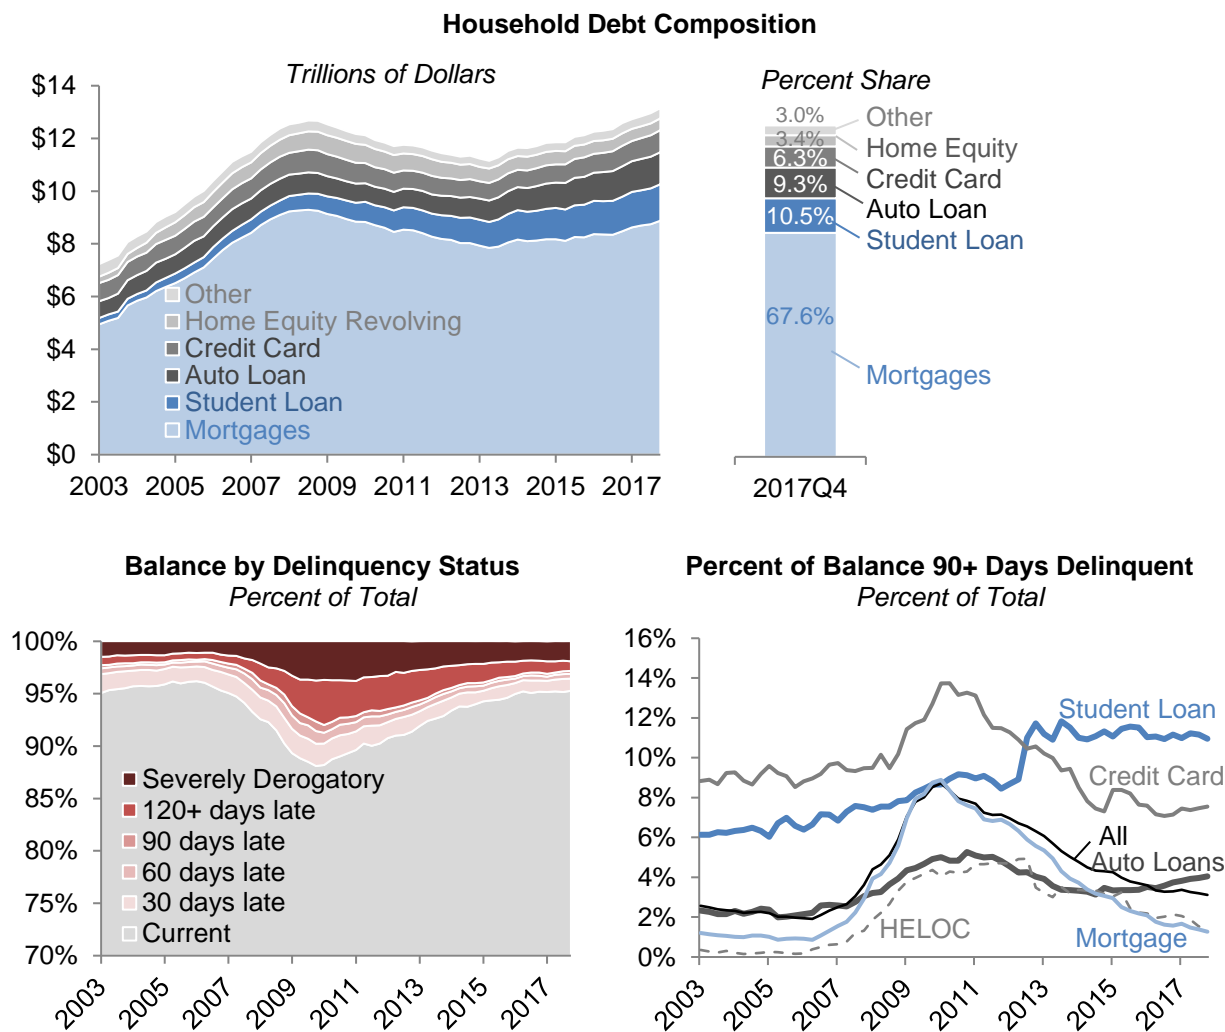 Household Debt Composition
Trillions of Dollars
$14
$12
$10
$8
$6
$4
$2
$0
Other
Home Equity Revolving
Credit Card
Auto Loan
Student Loan
Mortgages
2003 2005 2007 2009 2011 2013 2015 2017
Percent Share
3.0%
3.4%
6.3%
9.3%
10.5%
67.6%
Other
Home Equity
Credit Card
Auto Loan
Student Loan
Mortgages
2017Q4
Balance by Delinquency Status
Percent of Total
100%
95%
90%
85%
80%
75%
70%
Severely Derogatory
120+ days late
90 days late
60 days late
30 days late
Current
2003 2005 2007 2009 2011 2013 2015 2017
Percent of Balance 90+ Days Delinquent
Percent of Total
16%
14%
12%
10%
8%
6%
4%
2%
0%
Student Loan
Credit Card
All
Auto Loans
HELOC
Mortgage
2003 2005 2007 2009 2011 2013 2015 2017